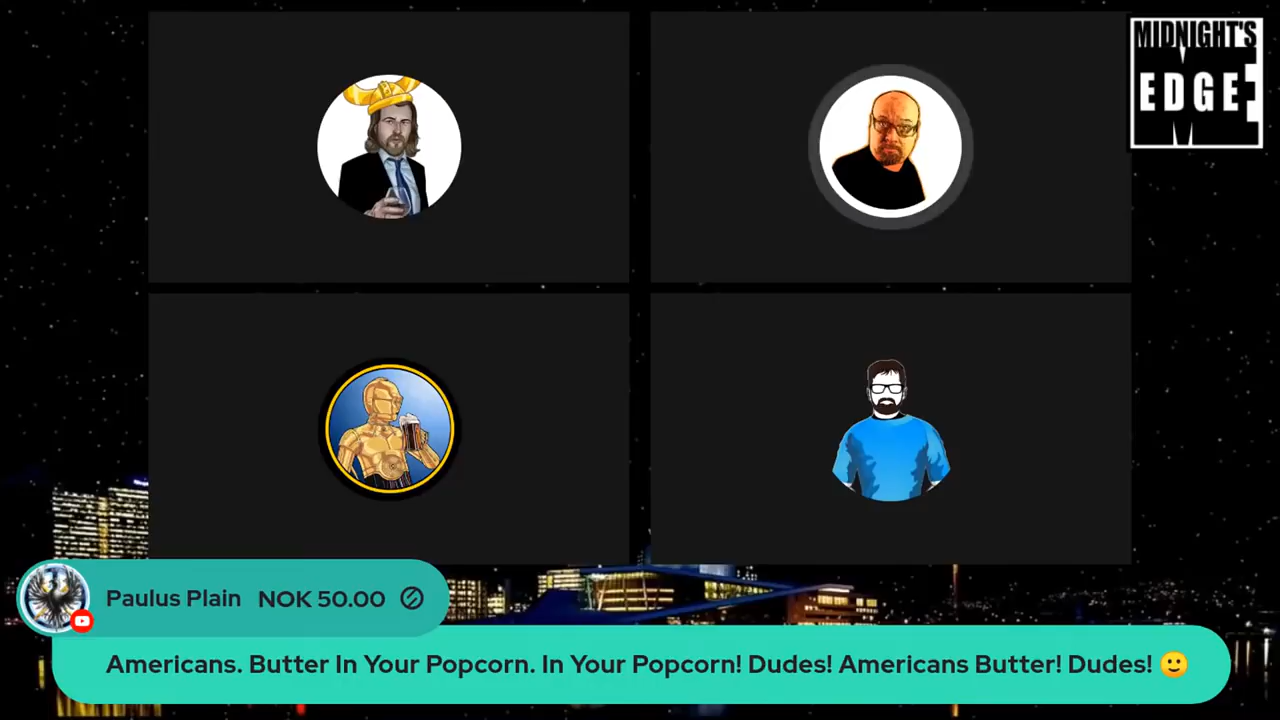 MIDNIGHT'S
EDGE
Paulus Plain NOK 50.00
Americans. Butter In Your Popcorn. In Your Popcorn! Dudes! Americans Butter! Dudes! 🙂